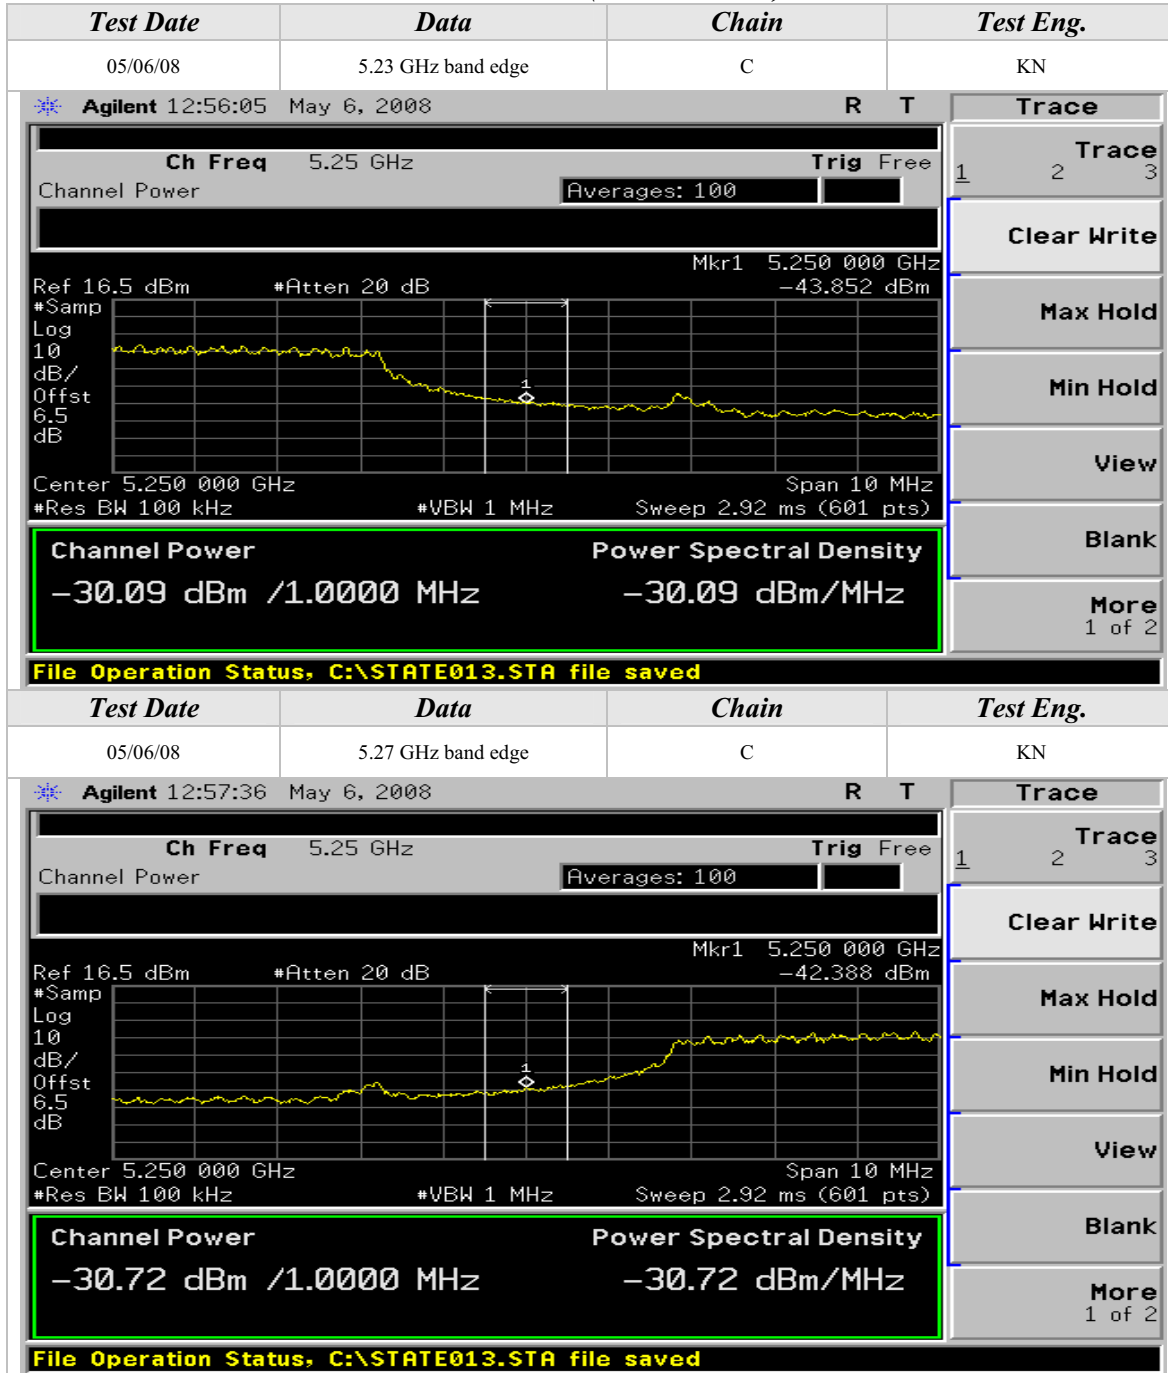 Test Date Data Chain Test Eng.
05/06/08 5.23 GHz band edge C KN
Agilent 12:56:05 May 6, 2008 R T Trace
Ch Freq 5.25 GHz Trig Free
Channel Power Averages: 100
Trace
1 2 3
Clear Write
Mkr1 5.250 000 GHz
Ref 16.5 dBm #Atten 20 dB -43.852 dBm
#Samp
Log
10
dB/
Offst
6.5
dB
1
Max Hold
Min Hold
View
Center 5.250 000 GHz Span 10 MHz
#Res BW 100 kHz #VBW 1 MHz Sweep 2.92 ms (601 pts)
Channel Power Power Spectral Density
-30.09 dBm /1.0000 MHz -30.09 dBm/MHz
Blank
More
1 of 2
File Operation Status, C:\STATE013.STA file saved
Test Date Data Chain Test Eng.
05/06/08 5.27 GHz band edge C KN
Agilent 12:57:36 May 6, 2008 R T Trace
Ch Freq 5.25 GHz Trig Free
Channel Power Averages: 100
Trace
1 2 3
Clear Write
Mkr1 5.250 000 GHz
Ref 16.5 dBm #Atten 20 dB -42.388 dBm
#Samp
Log
10
dB/
Offst
6.5
dB
1
Max Hold
Min Hold
View
Center 5.250 000 GHz Span 10 MHz
#Res BW 100 kHz #VBW 1 MHz Sweep 2.92 ms (601 pts)
Channel Power Power Spectral Density
-30.72 dBm /1.0000 MHz -30.72 dBm/MHz
Blank
More
1 of 2
File Operation Status, C:\STATE013.STA file saved